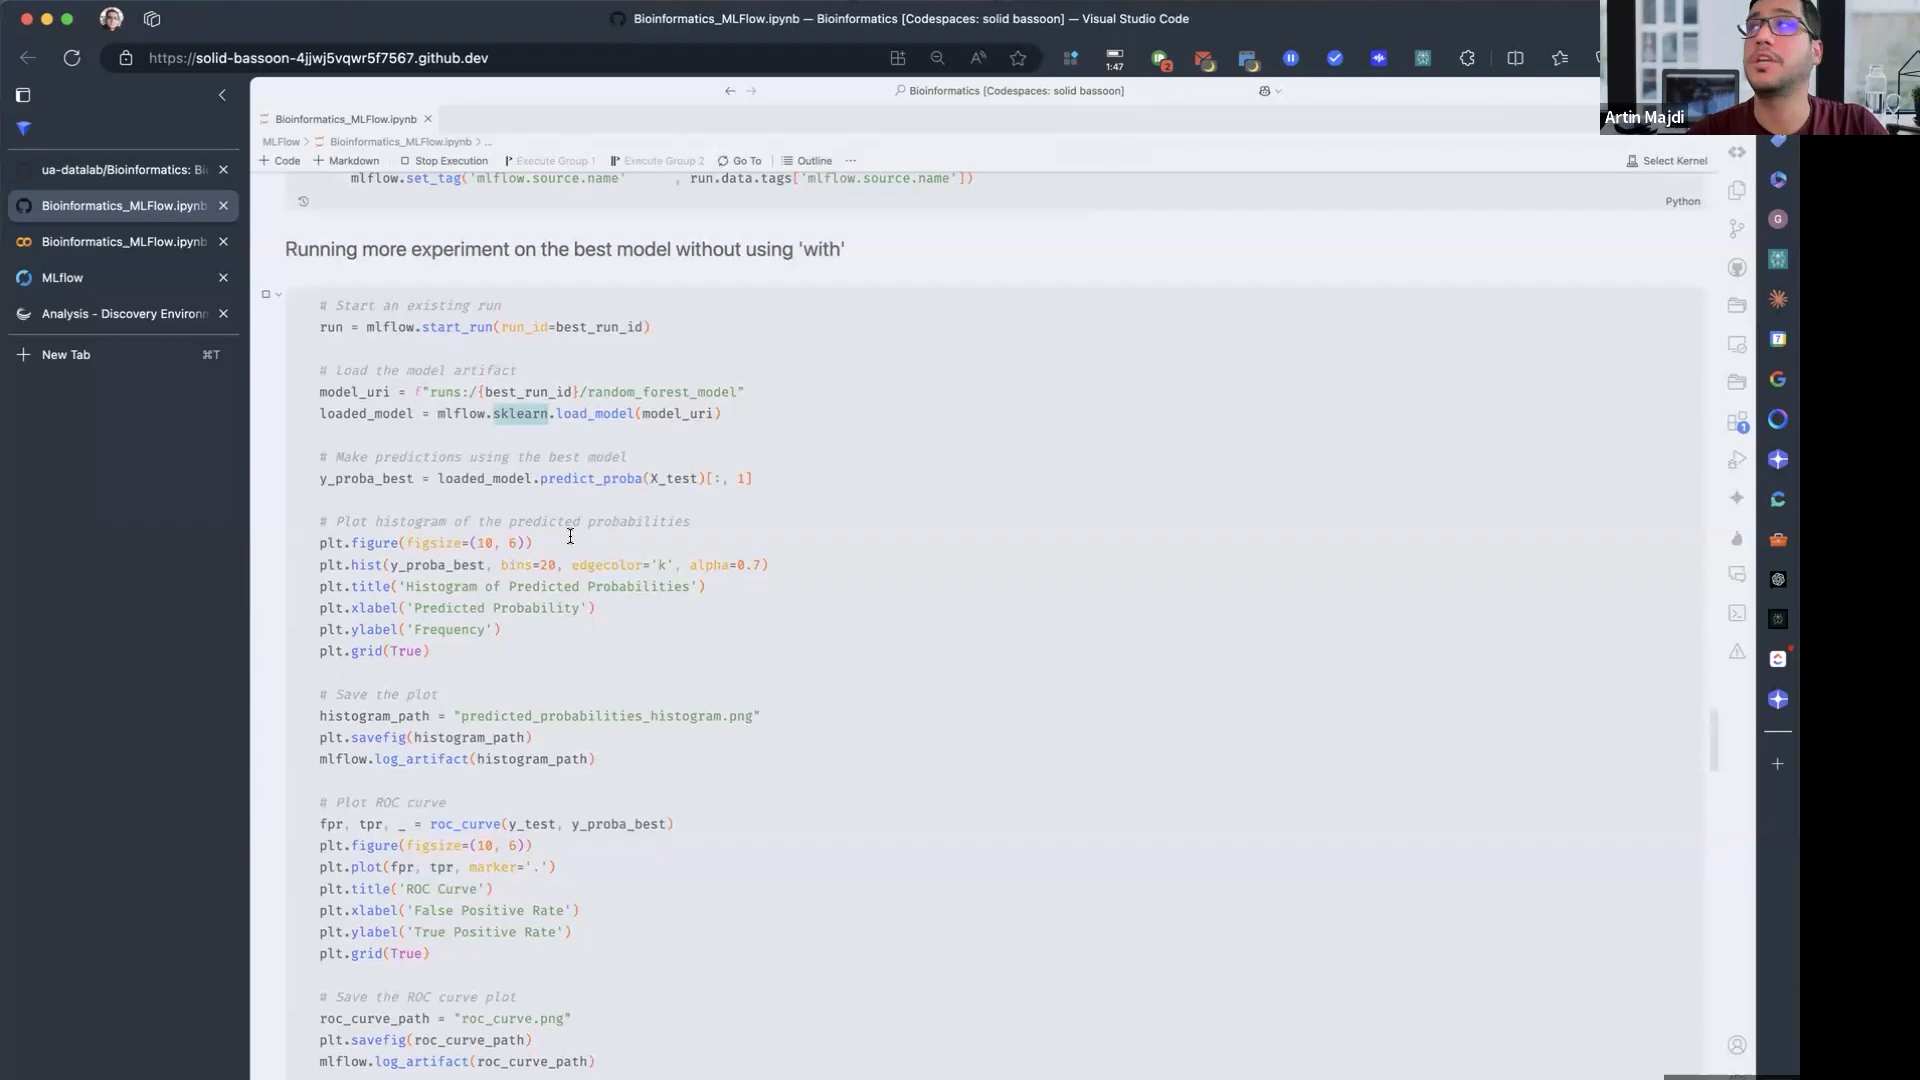 Bioinformatics_MLFlow.ipynb — Bioinformatics [Codespaces: solid bassoon] — Visual Studio Code
https://solid-bassoon-4jjwj5vqwr5f7567.github.dev
1:47
2
Artin Majdi
Bioinformatics [Codespaces: solid bassoon]
Bioinformatics_MLFlow.ipynb
MLFlow > Bioinformatics_MLFlow.ipynb > ...
+ Code + Markdown Stop Execution Execute Group 1 Execute Group 2 Go To Outline ... Select Kernel
ua-datalab/Bioinformatics: Bi
Bioinformatics_MLFlow.ipynb
Bioinformatics_MLFlow.ipynb
MLflow
Analysis - Discovery Environ
New Tab ⌘T
mlflow.set_tag('mlflow.source.name' , run.data.tags['mlflow.source.name'])
Python
Running more experiment on the best model without using 'with'
# Start an existing run
run = mlflow.start_run(run_id=best_run_id)
# Load the model artifact
model_uri = f"runs:/{best_run_id}/random_forest_model"
loaded_model = mlflow.sklearn.load_model(model_uri)
# Make predictions using the best model
y_proba_best = loaded_model.predict_proba(X_test)[:, 1]
# Plot histogram of the predicted probabilities
plt.figure(figsize=(10, 6))
plt.hist(y_proba_best, bins=20, edgecolor='k', alpha=0.7)
plt.title('Histogram of Predicted Probabilities')
plt.xlabel('Predicted Probability')
plt.ylabel('Frequency')
plt.grid(True)
# Save the plot
histogram_path = "predicted_probabilities_histogram.png"
plt.savefig(histogram_path)
mlflow.log_artifact(histogram_path)
# Plot ROC curve
fpr, tpr, _ = roc_curve(y_test, y_proba_best)
plt.figure(figsize=(10, 6))
plt.plot(fpr, tpr, marker='.')
plt.title('ROC Curve')
plt.xlabel('False Positive Rate')
plt.ylabel('True Positive Rate')
plt.grid(True)
# Save the ROC curve plot
roc_curve_path = "roc_curve.png"
plt.savefig(roc_curve_path)
mlflow.log_artifact(roc_curve_path)